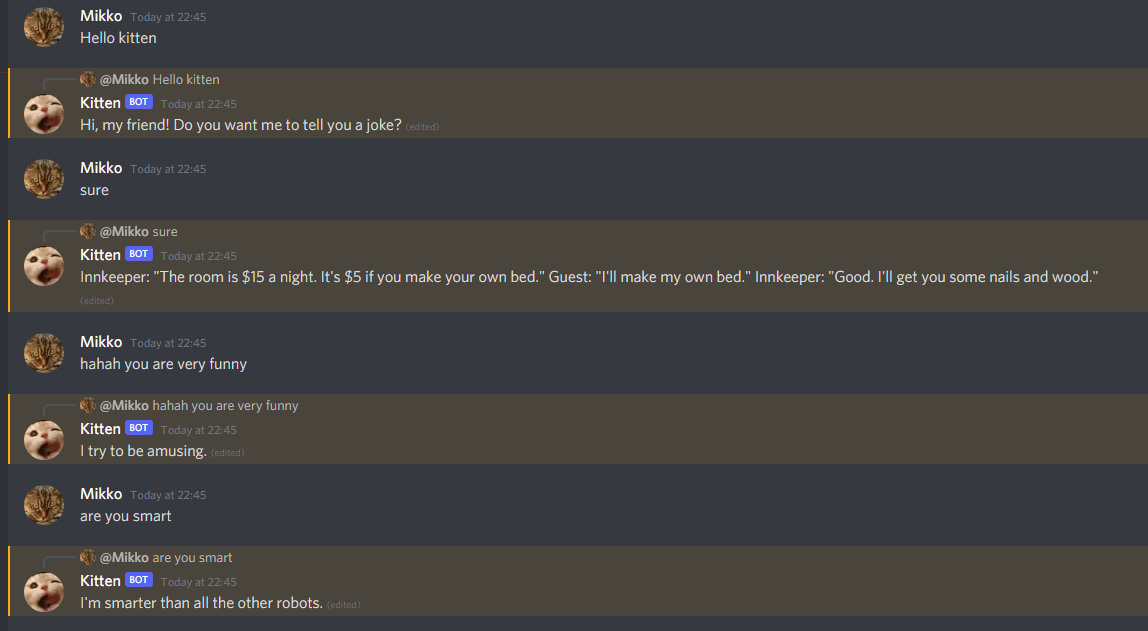 Mikko Today at 22:45
Hello kitten
@Mikko Hello kitten
Kitten BOT Today at 22:45
Hi, my friend! Do you want me to tell you a joke? (edited)
Mikko Today at 22:45
sure
@Mikko sure
Kitten BOT Today at 22:45
Innkeeper: "The room is $15 a night. It's $5 if you make your own bed." Guest: "I'll make my own bed." Innkeeper: "Good. I'll get you some nails and wood."
(edited)
Mikko Today at 22:45
hahah you are very funny
@Mikko hahah you are very funny
Kitten BOT Today at 22:45
I try to be amusing. (edited)
Mikko Today at 22:45
are you smart
@Mikko are you smart
Kitten BOT Today at 22:45
I'm smarter than all the other robots. (edited)